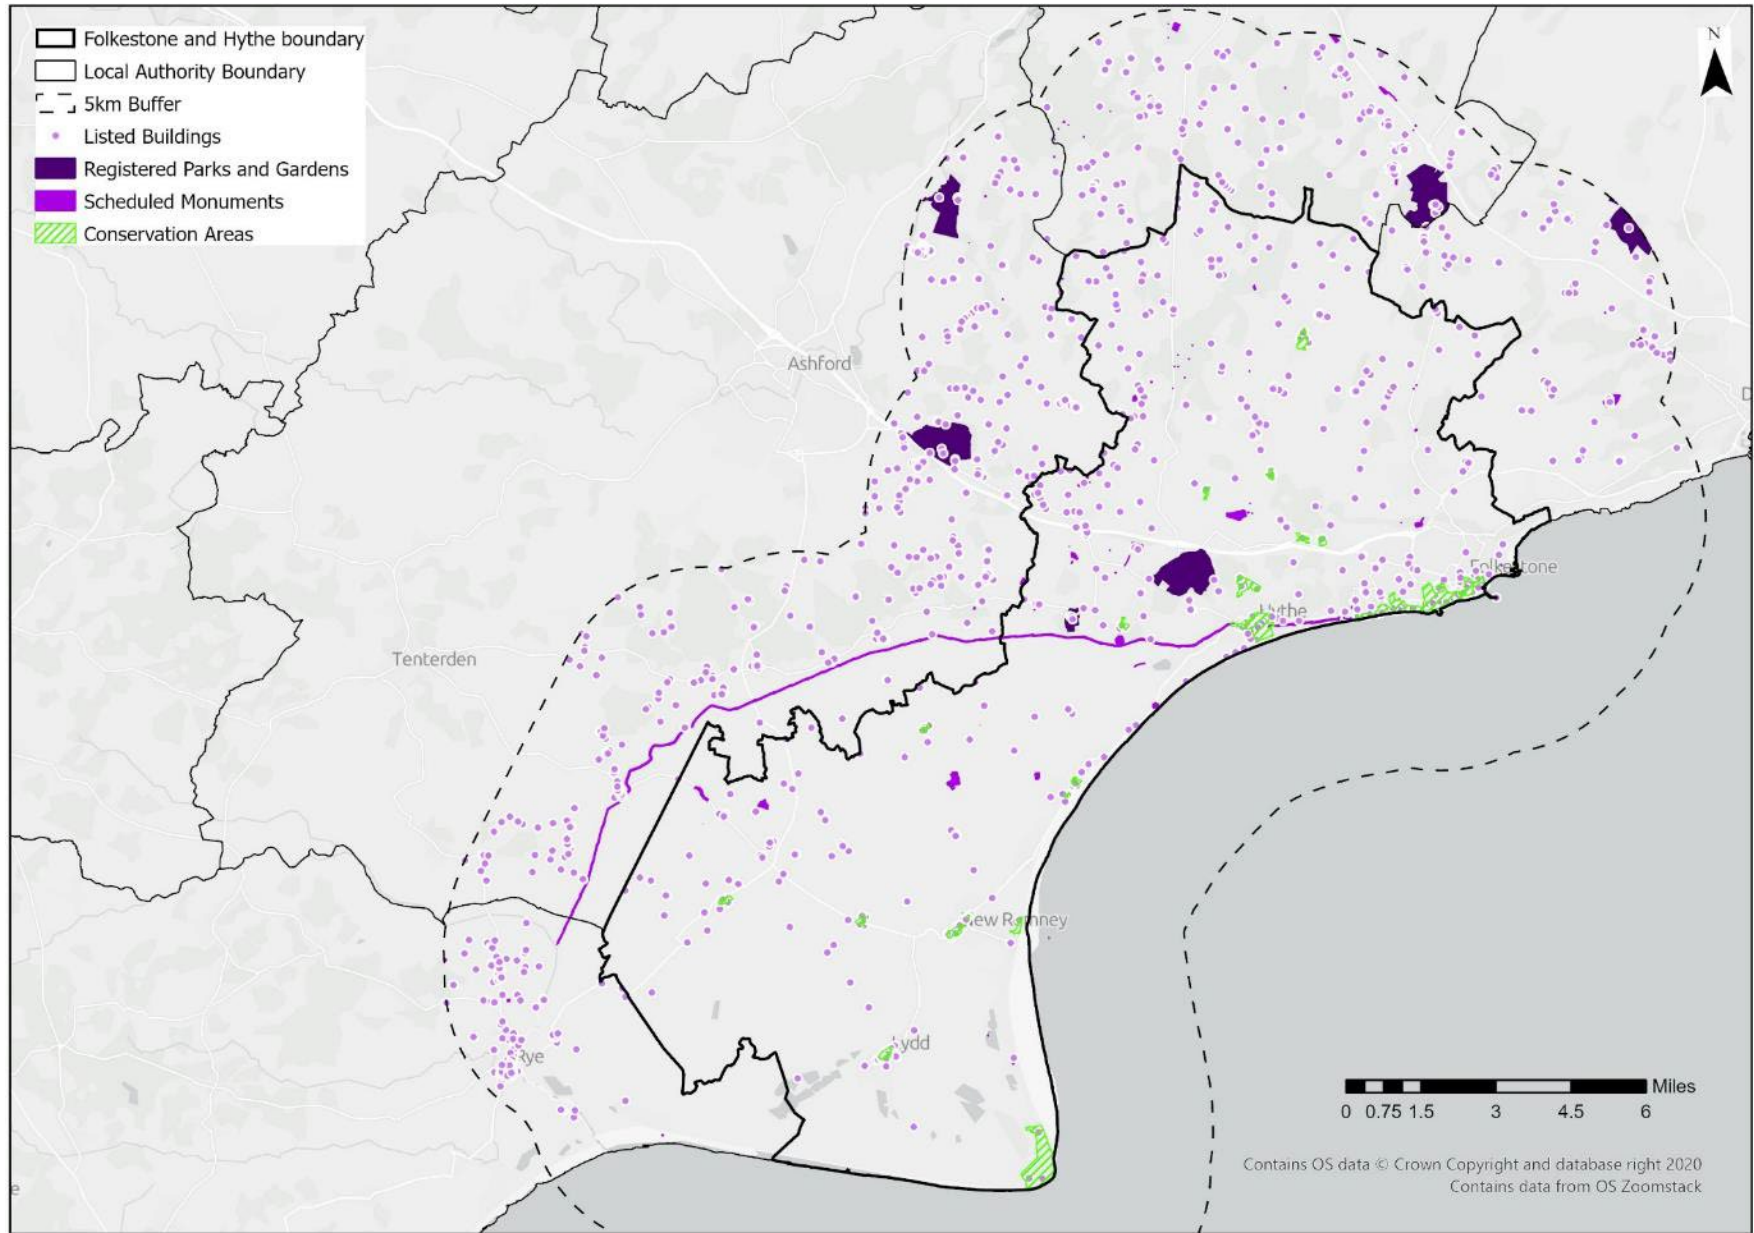 Folkestone and Hythe boundary
Local Authority Boundary
5km Buffer
Listed Buildings
Registered Parks and Gardens
Scheduled Monuments
Conservation Areas
N
Ashford
D
Folkestone
Hythe
Tenterden
New Romney
Lydd
Rye
e
Miles
0 0.75 1.5 3 4.5 6
Contains OS data © Crown Copyright and database right 2020
Contains data from OS Zoomstack